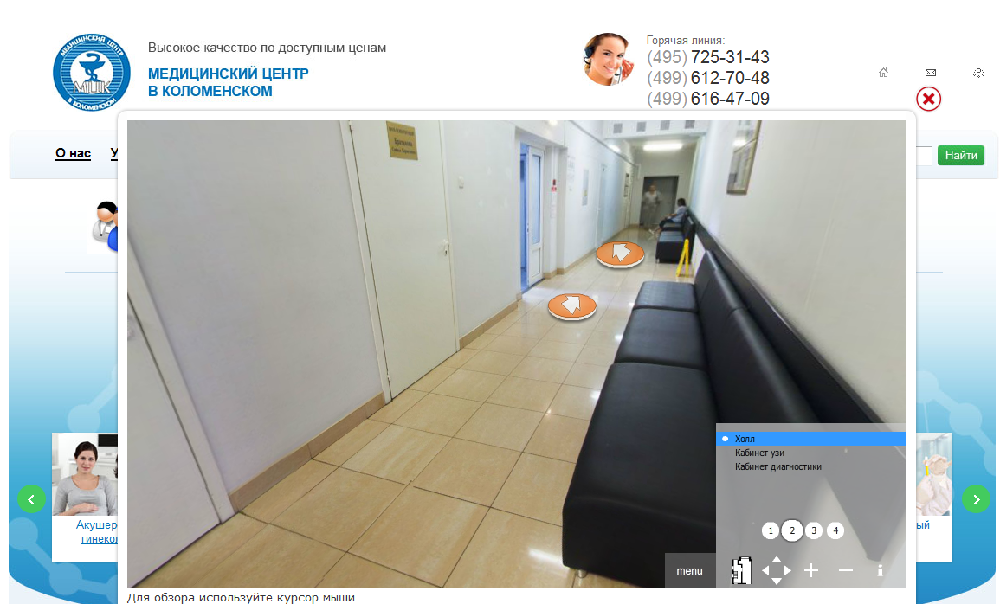 МЕДИЦИНСКИЙ ЦЕНТР
МЦК
В КОЛОМЕНСКОМ
Высокое качество по доступным ценам
МЕДИЦИНСКИЙ ЦЕНТР
В КОЛОМЕНСКОМ
Горячая линия:
(495) 725-31-43
(499) 612-70-48
(499) 616-47-09
О нас
У
Найти
Холл
Кабинет узи
Кабинет диагностики
1 2 3 4
menu
Акушер
гинекол
ый
Для обзора используйте курсор мыши